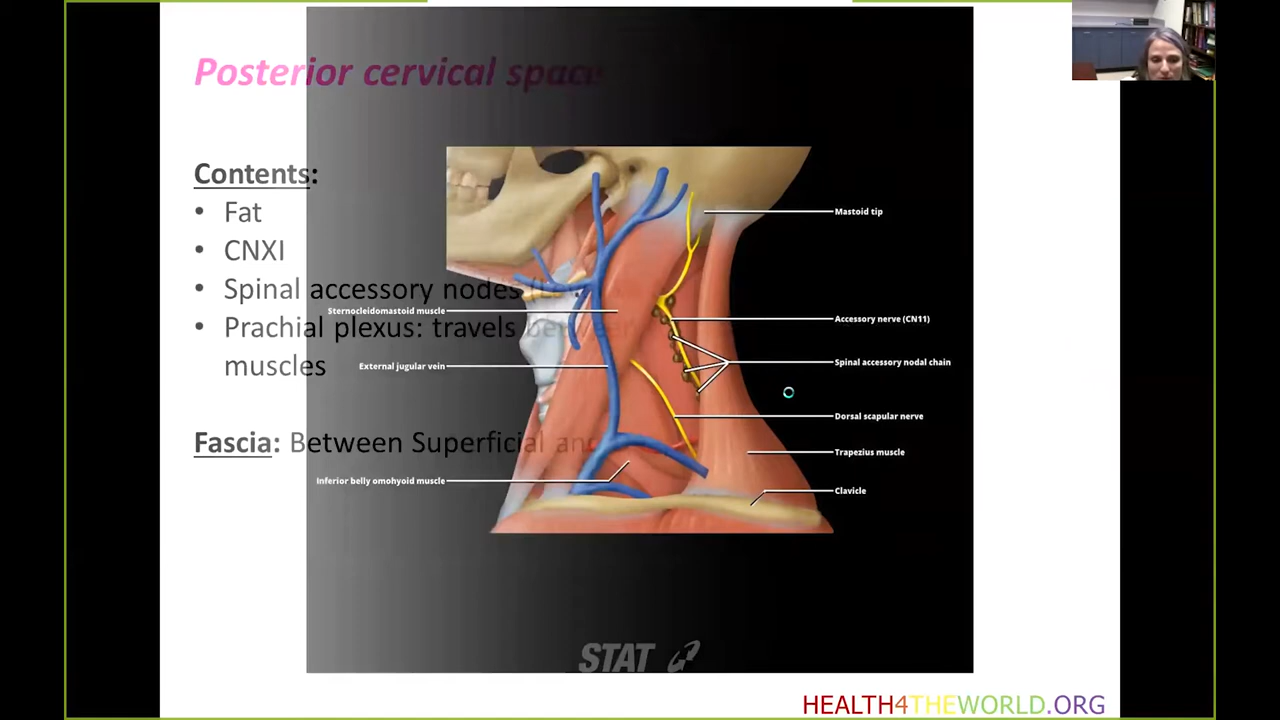 Posterior cervical space
Contents:
• Fat
• CNXI
• Spinal accessory nodes
• Prachial plexus: travels between
muscles
Fascia: Between Superficial and
Mastoid tip
Sternocleidomastoid muscle
Accessory nerve (CN11)
External jugular vein
Spinal accessory nodal chain
Dorsal scapular nerve
Trapezius muscle
Inferior belly omohyoid muscle
Clavicle
STAT
HEALTH4THEWORLD.ORG